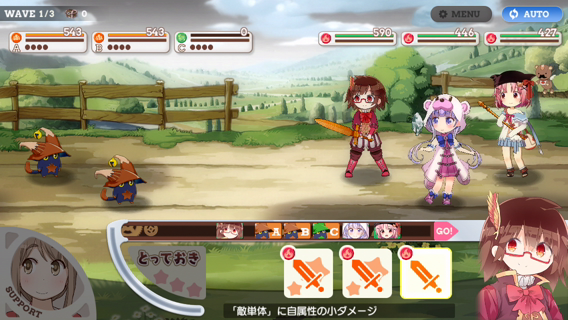 WAVE 1/3 0
MENU
AUTO
A 543
B 543
C 0
590
446
427
A B C GO!
SUPPORT
とっておき
「敵単体」に自属性の小ダメージ